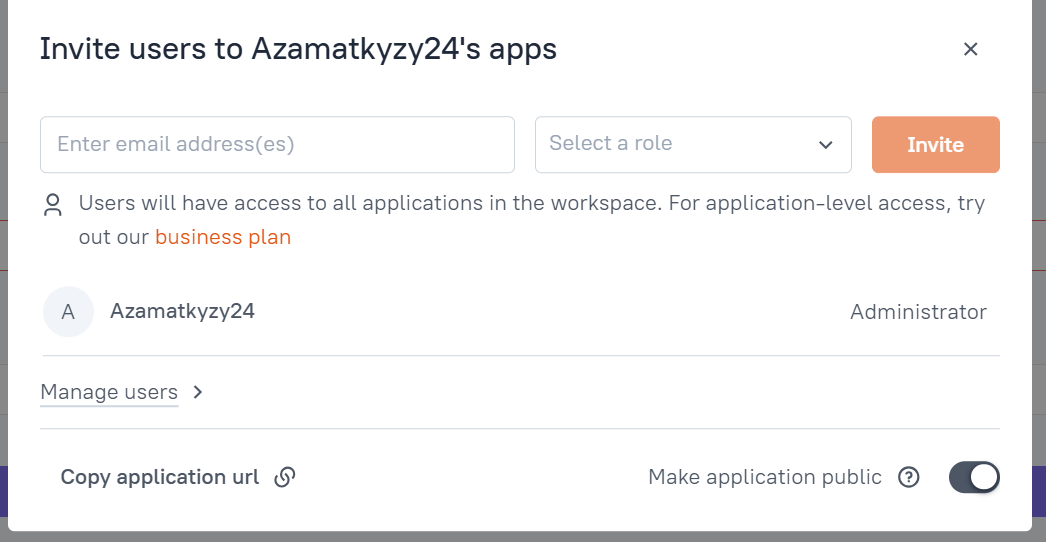 Invite users to Azamatkyzy24's apps
Enter email address(es)
Select a role
Invite
Users will have access to all applications in the workspace. For application-level access, try
out our business plan
A
Azamatkyzy24
Administrator
Manage users
Copy application url
Make application public